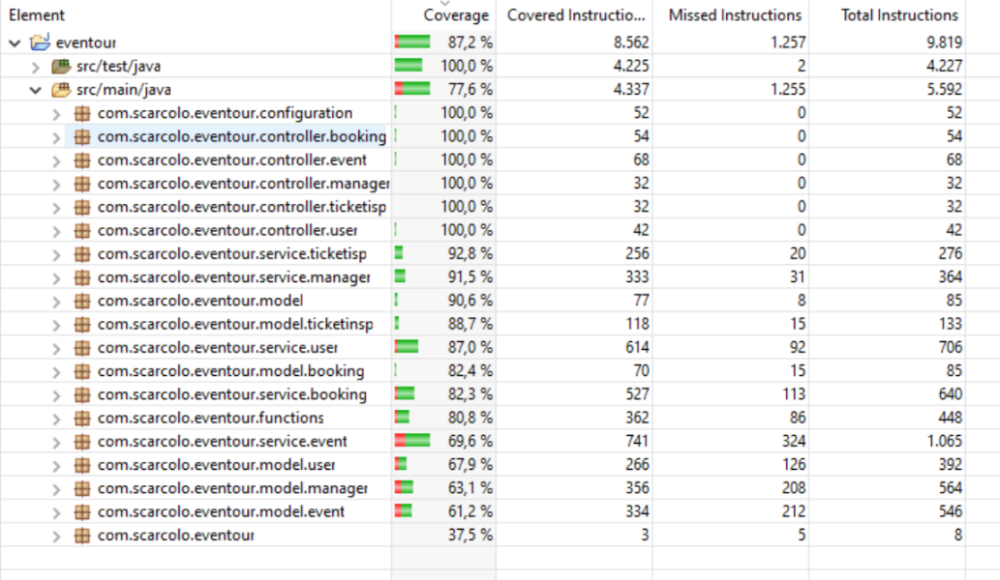 Element Coverage Covered Instructio... Missed Instructions Total Instructions
eventour 87,2 % 8.562 1.257 9.819
src/test/java 100,0 % 4.225 2 4.227
src/main/java 77,6 % 4.337 1.255 5.592
com.scarcolo.eventour.configuration 100,0 % 52 0 52
com.scarcolo.eventour.controller.booking 100,0 % 54 0 54
com.scarcolo.eventour.controller.event 100,0 % 68 0 68
com.scarcolo.eventour.controller.manager 100,0 % 32 0 32
com.scarcolo.eventour.controller.ticketisp 100,0 % 32 0 32
com.scarcolo.eventour.controller.user 100,0 % 42 0 42
com.scarcolo.eventour.service.ticketisp 92,8 % 256 20 276
com.scarcolo.eventour.service.manager 91,5 % 333 31 364
com.scarcolo.eventour.model 90,6 % 77 8 85
com.scarcolo.eventour.model.ticketinsp 88,7 % 118 15 133
com.scarcolo.eventour.service.user 87,0 % 614 92 706
com.scarcolo.eventour.model.booking 82,4 % 70 15 85
com.scarcolo.eventour.service.booking 82,3 % 527 113 640
com.scarcolo.eventour.functions 80,8 % 362 86 448
com.scarcolo.eventour.service.event 69,6 % 741 324 1.065
com.scarcolo.eventour.model.user 67,9 % 266 126 392
com.scarcolo.eventour.model.manager 63,1 % 356 208 564
com.scarcolo.eventour.model.event 61,2 % 334 212 546
com.scarcolo.eventour 37,5 % 3 5 8